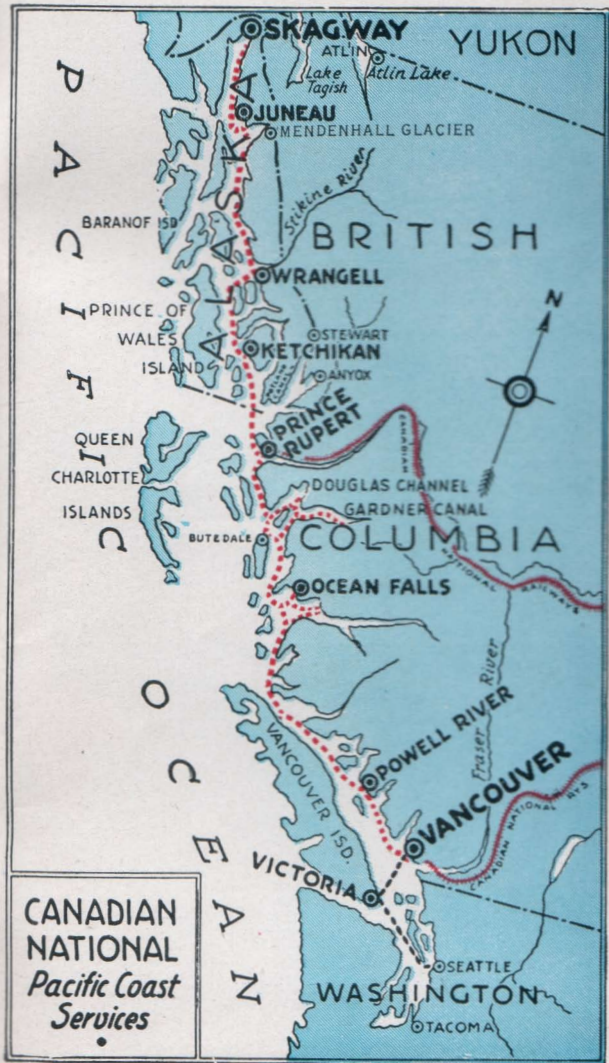 SKAGWAY
YUKON
ATLIN
Lake
Tagish
Atlin Lake
JUNEAU
MENDENHALL GLACIER
ALASKA
PACIFIC
Stikine River
BARANOF ISD
BRITISH
WRANGELL
PRINCE OF
WALES
ISLAND
N
STEWART
KETCHIKAN
ANYOX
PRINCE
RUPERT
QUEEN
CHARLOTTE
ISLANDS
CANADIAN
NATIONAL
RAILWAYS
DOUGLAS CHANNEL
GARDNER CANAL
BUTEDALE
COLUMBIA
OCEAN FALLS
OCEAN
Fraser River
VANCOUVER ISD.
POWELL RIVER
VANCOUVER
CANADIAN NATIONAL RYS
VICTORIA
SEATTLE
WASHINGTON
TACOMA
CANADIAN
NATIONAL
Pacific Coast
Services